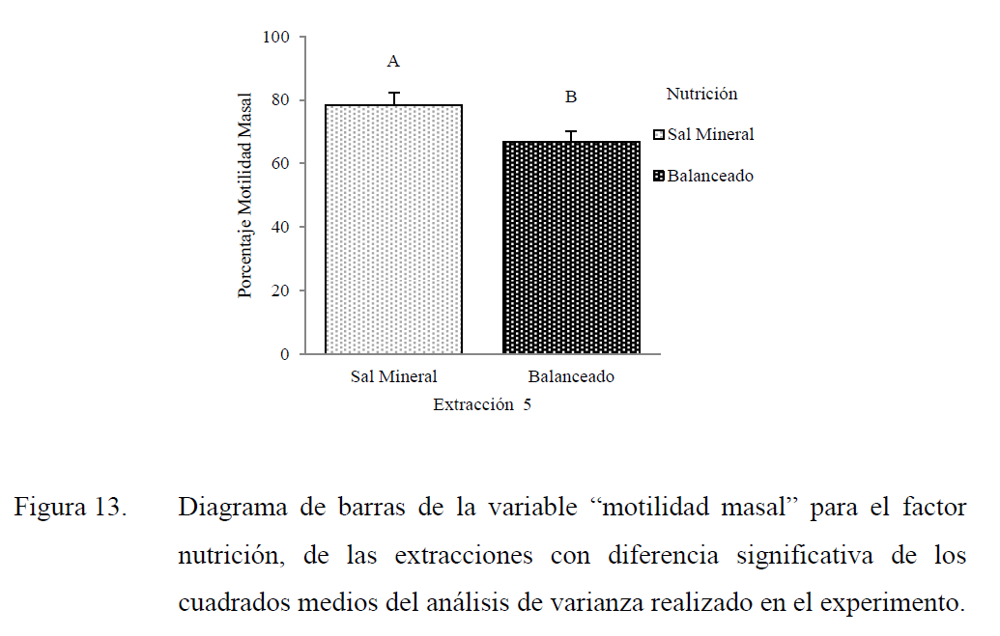 100
80
60
40
20
0
Porcentaje Motilidad Masal
A
B
Nutrición
Sal Mineral
Balanceado
Sal Mineral
Balanceado
Extracción 5
Figura 13. Diagrama de barras de la variable “motilidad masal” para el factor
nutrición, de las extracciones con diferencia significativa de los
cuadrados medios del análisis de varianza realizado en el experimento.